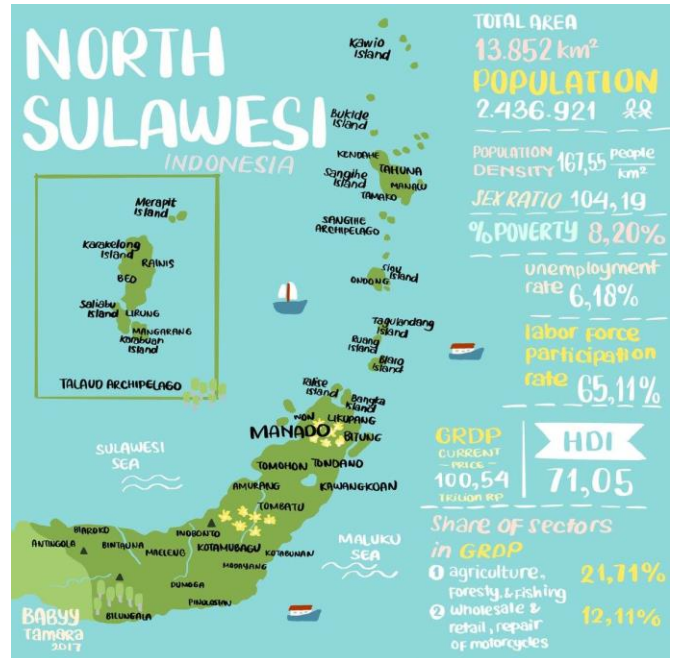 NORTH
SULAWESI
INDONESIA
Merapit
Island
Karakelong
Island
RAINIS
BEO
Saliabu
Island
LIRUNG
MANGARANG
Karabuan
Island
TALAUD ARCHIPELAGO
Kawio
Island
Bukide
Island
KENDAHE
TAHUNA
Sangihe
Island
MANALU
TAMAKO
SANGIHE
ARCHIPELAGO
Siau
Island
ONDONG
Tagulandang
Island
Ruang
Island
Biaro
Island
Talise
Island
Bangka
Island
WORI
LIKUPANG
MANADO
BITUNG
TOMOHON
TONDANO
AMURANG
KAWANGKOAN
TOMBATU
SULAWESI
SEA
MALUKU
SEA
BIAROKO
INOBONTO
ANTINGOLA
BINTAUNA
MAELENG
KOTAMUBAGU
KOTABUNAN
MODAYANG
DUMOGA
PINOLOSIAN
BILUNGALA
BABYY
TAMARA
2017
TOTAL AREA
13.852 km²
POPULATION
2.436.921
POPULATION
DENSITY 167,55 people
km²
SEX RATIO 104,19
% POVERTY 8,20%
unemployment
rate 6,18%
labor force
participation
rate 65,11%
GRDP
CURRENT
- PRICE -
100,54
TRILION RP
HDI
71,05
Share of sectors
in GRDP
1 agriculture,
foresty, & fishing
21,71%
2 wholesale &
retail, repair
of motorcycles
12,11%